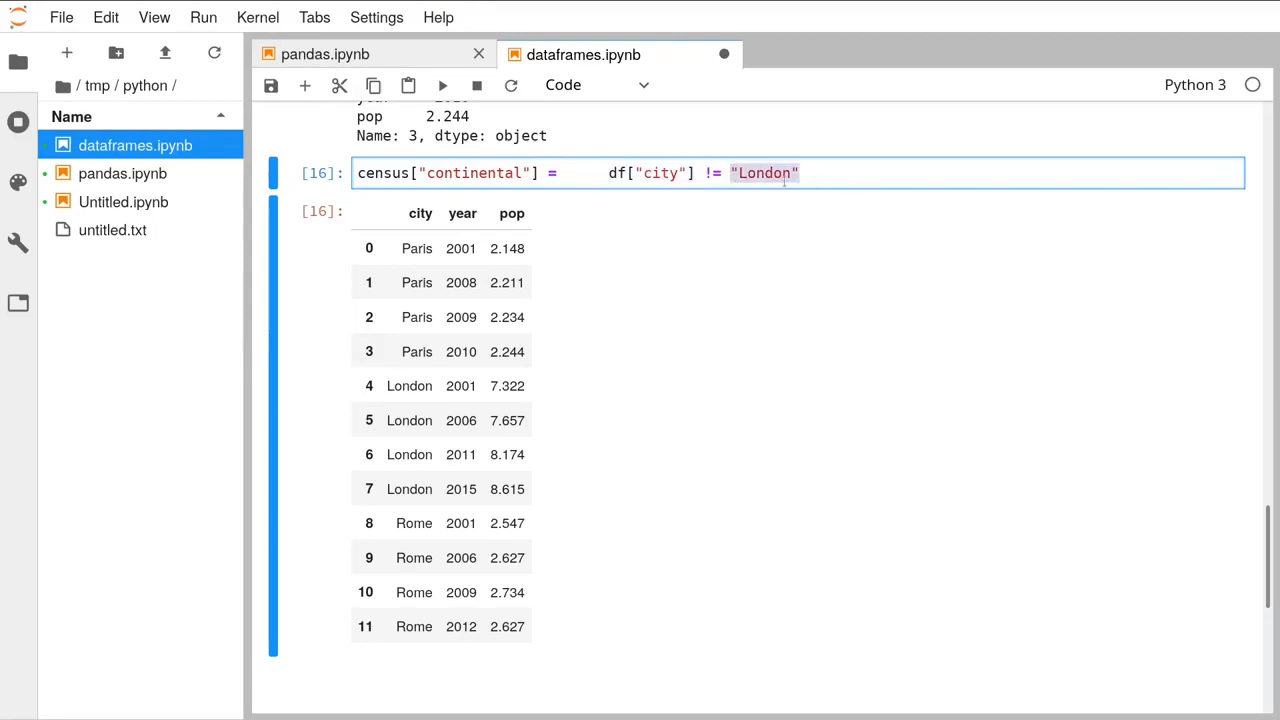 File Edit View Run Kernel Tabs Settings Help
pandas.ipynb
dataframes.ipynb
/ tmp / python /
Code
Python 3
Name
dataframes.ipynb
pandas.ipynb
Untitled.ipynb
untitled.txt
pop 2.244
Name: 3, dtype: object
[16]: census["continental"] = df["city"] != "London"
[16]:
city year pop
0 Paris 2001 2.148
1 Paris 2008 2.211
2 Paris 2009 2.234
3 Paris 2010 2.244
4 London 2001 7.322
5 London 2006 7.657
6 London 2011 8.174
7 London 2015 8.615
8 Rome 2001 2.547
9 Rome 2006 2.627
10 Rome 2009 2.734
11 Rome 2012 2.627